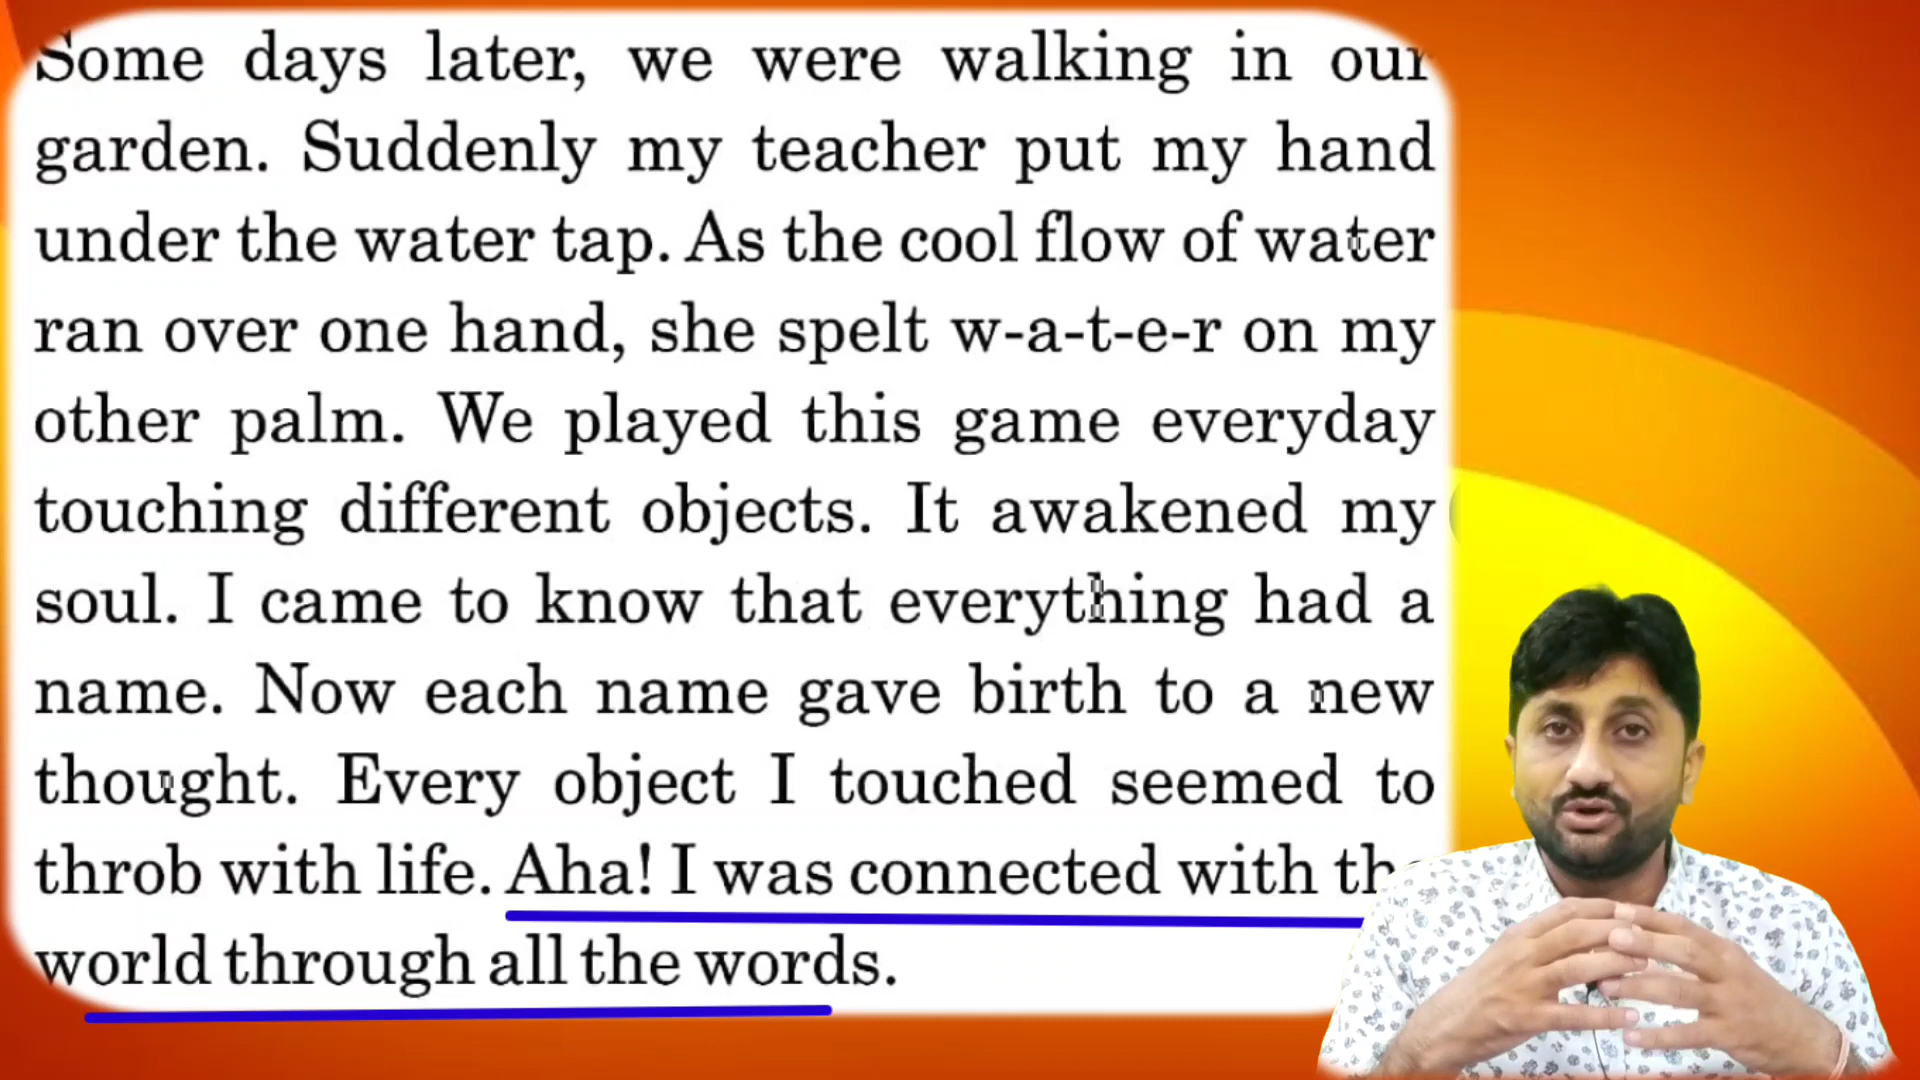 Some days later, we were walking in our
garden. Suddenly my teacher put my hand
under the water tap. As the cool flow of water
ran over one hand, she spelt w-a-t-e-r on my
other palm. We played this game everyday
touching different objects. It awakened my
soul. I came to know that everything had a
name. Now each name gave birth to a new
thought. Every object I touched seemed to
throb with life. Aha! I was connected with the
world through all the words.